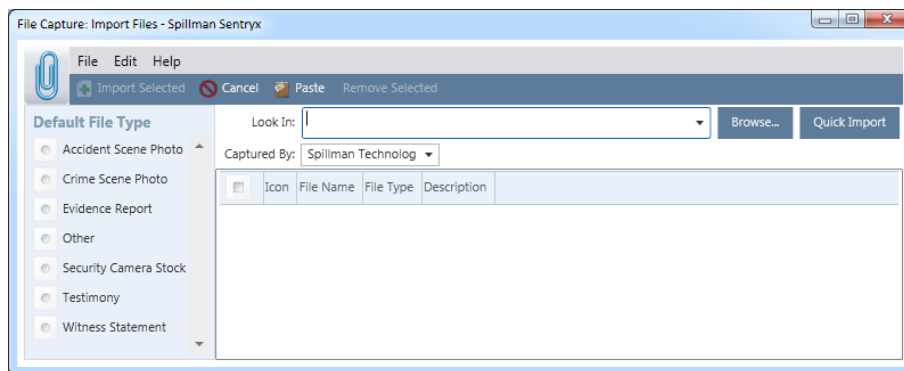 File Capture: Import Files - Spillman Sentryx
File Edit Help
Import Selected Cancel Paste Remove Selected
Default File Type
Accident Scene Photo
Crime Scene Photo
Evidence Report
Other
Security Camera Stock
Testimony
Witness Statement
Look In: Browse... Quick Import
Captured By: Spillman Technolog
Icon File Name File Type Description